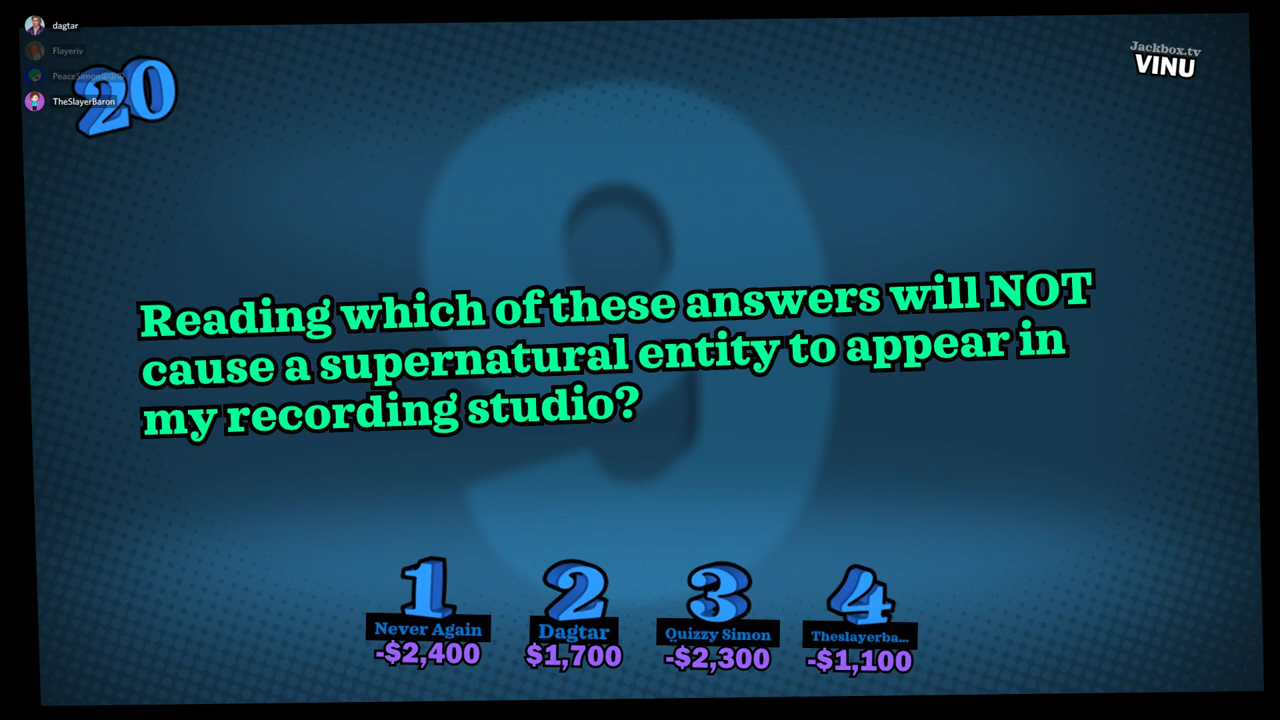 dagtar
Flayeriv
PeaceSimon
TheSlayerBaron
20
Jackbox.tv
VINU
9
Reading which of these answers will NOT
cause a supernatural entity to appear in
my recording studio?
1
Never Again
-$2,400
2
Dagtar
$1,700
3
Quizzy Simon
-$2,300
4
Theslayerba...
-$1,100